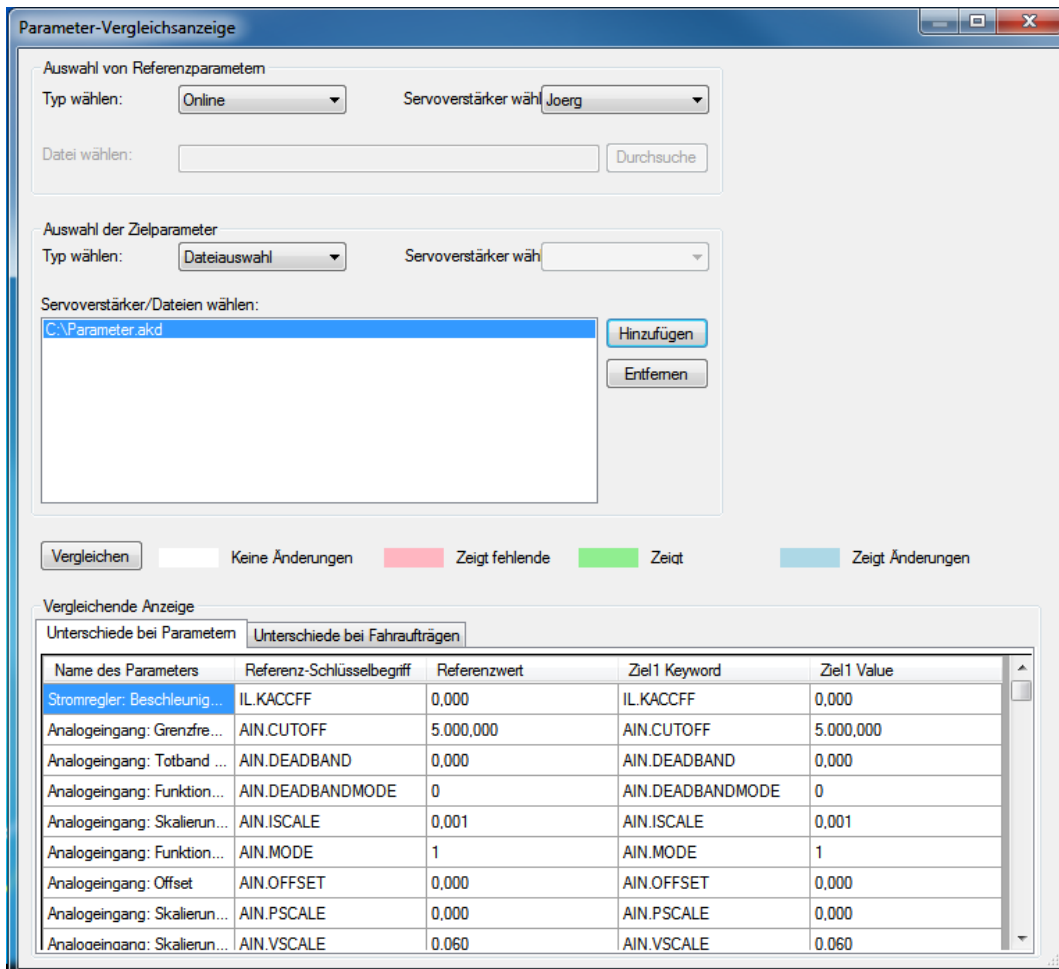 Parameter-Vergleichsanzeige
Auswahl von Referenzparametern
Typ wählen: Online Servoverstärker wähl Joerg
Datei wählen: Durchsuche
Auswahl der Zielparameter
Typ wählen: Dateiauswahl Servoverstärker wähl
Servoverstärker/Dateien wählen:
C:\Parameter.akd
Hinzufügen
Entfernen
Vergleichen Keine Änderungen Zeigt fehlende Zeigt Zeigt Änderungen
Vergleichende Anzeige
Unterschiede bei Parametern Unterschiede bei Fahraufträgen
Name des Parameters Referenz-Schlüsselbegriff Referenzwert Ziel1 Keyword Ziel1 Value
Stromregler: Beschleunig... IL.KACCFF 0,000 IL.KACCFF 0,000
Analogeingang: Grenzfre... AIN.CUTOFF 5.000,000 AIN.CUTOFF 5.000,000
Analogeingang: Totband ... AIN.DEADBAND 0,000 AIN.DEADBAND 0,000
Analogeingang: Funktion... AIN.DEADBANDMODE 0 AIN.DEADBANDMODE 0
Analogeingang: Skalierun... AIN.ISCALE 0,001 AIN.ISCALE 0,001
Analogeingang: Funktion... AIN.MODE 1 AIN.MODE 1
Analogeingang: Offset AIN.OFFSET 0,000 AIN.OFFSET 0,000
Analogeingang: Skalierun... AIN.PSCALE 0,000 AIN.PSCALE 0,000
Analogeingang: Skalierun... AIN.VSCALE 0.060 AIN.VSCALE 0.060